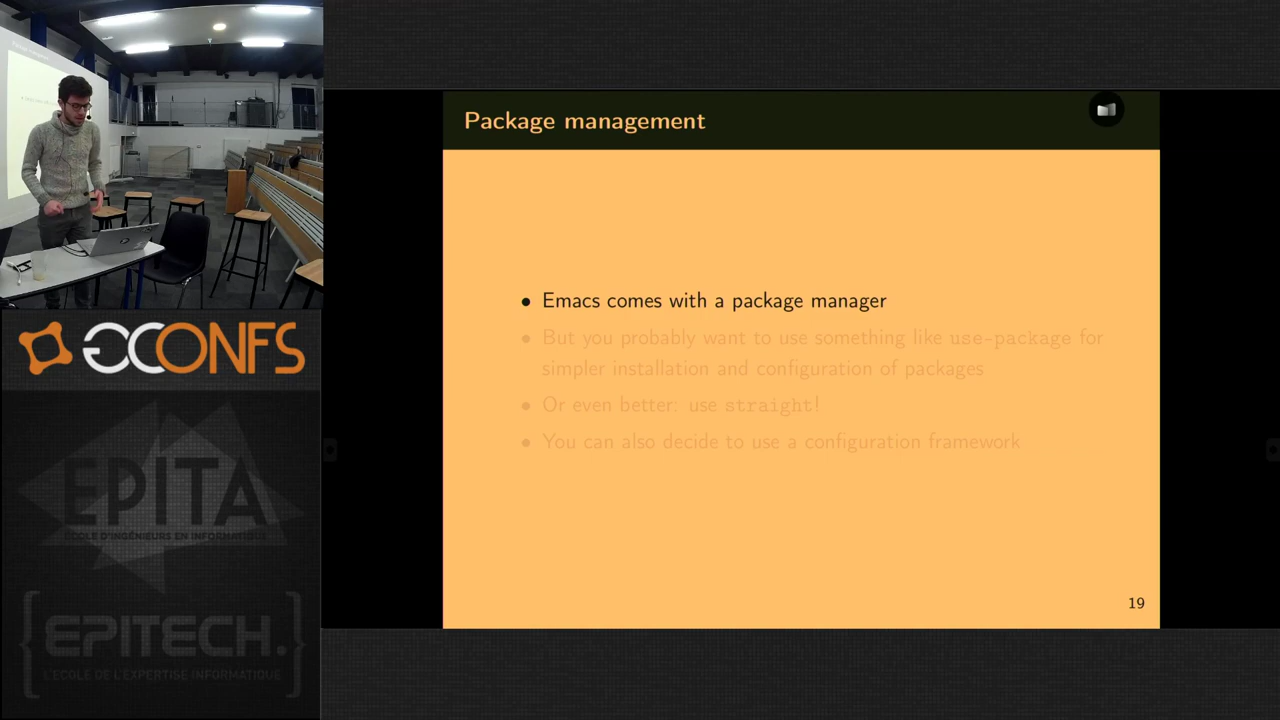 Package management
• Emacs comes with a package manager
• But you probably want to use something like use-package for
simpler installation and configuration of packages
• Or even better: use straight!
• You can also decide to use a configuration framework
19
GCONFS
EPITA
ÉCOLE D'INGÉNIEURS EN INFORMATIQUE
{EPITECH.}
L'ÉCOLE DE L'EXPERTISE INFORMATIQUE